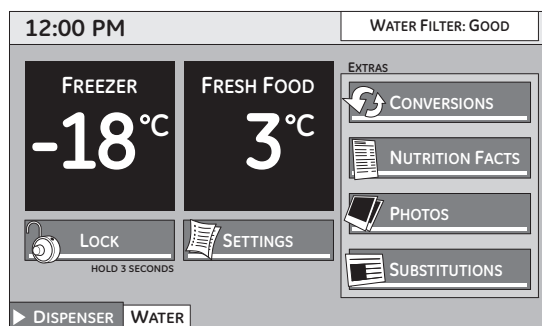 12:00 PM
WATER FILTER: GOOD
FREEZER
-18°C
FRESH FOOD
3°C
EXTRAS
CONVERSIONS
NUTRITION FACTS
PHOTOS
SUBSTITUTIONS
LOCK
HOLD 3 SECONDS
SETTINGS
DISPENSER
WATER